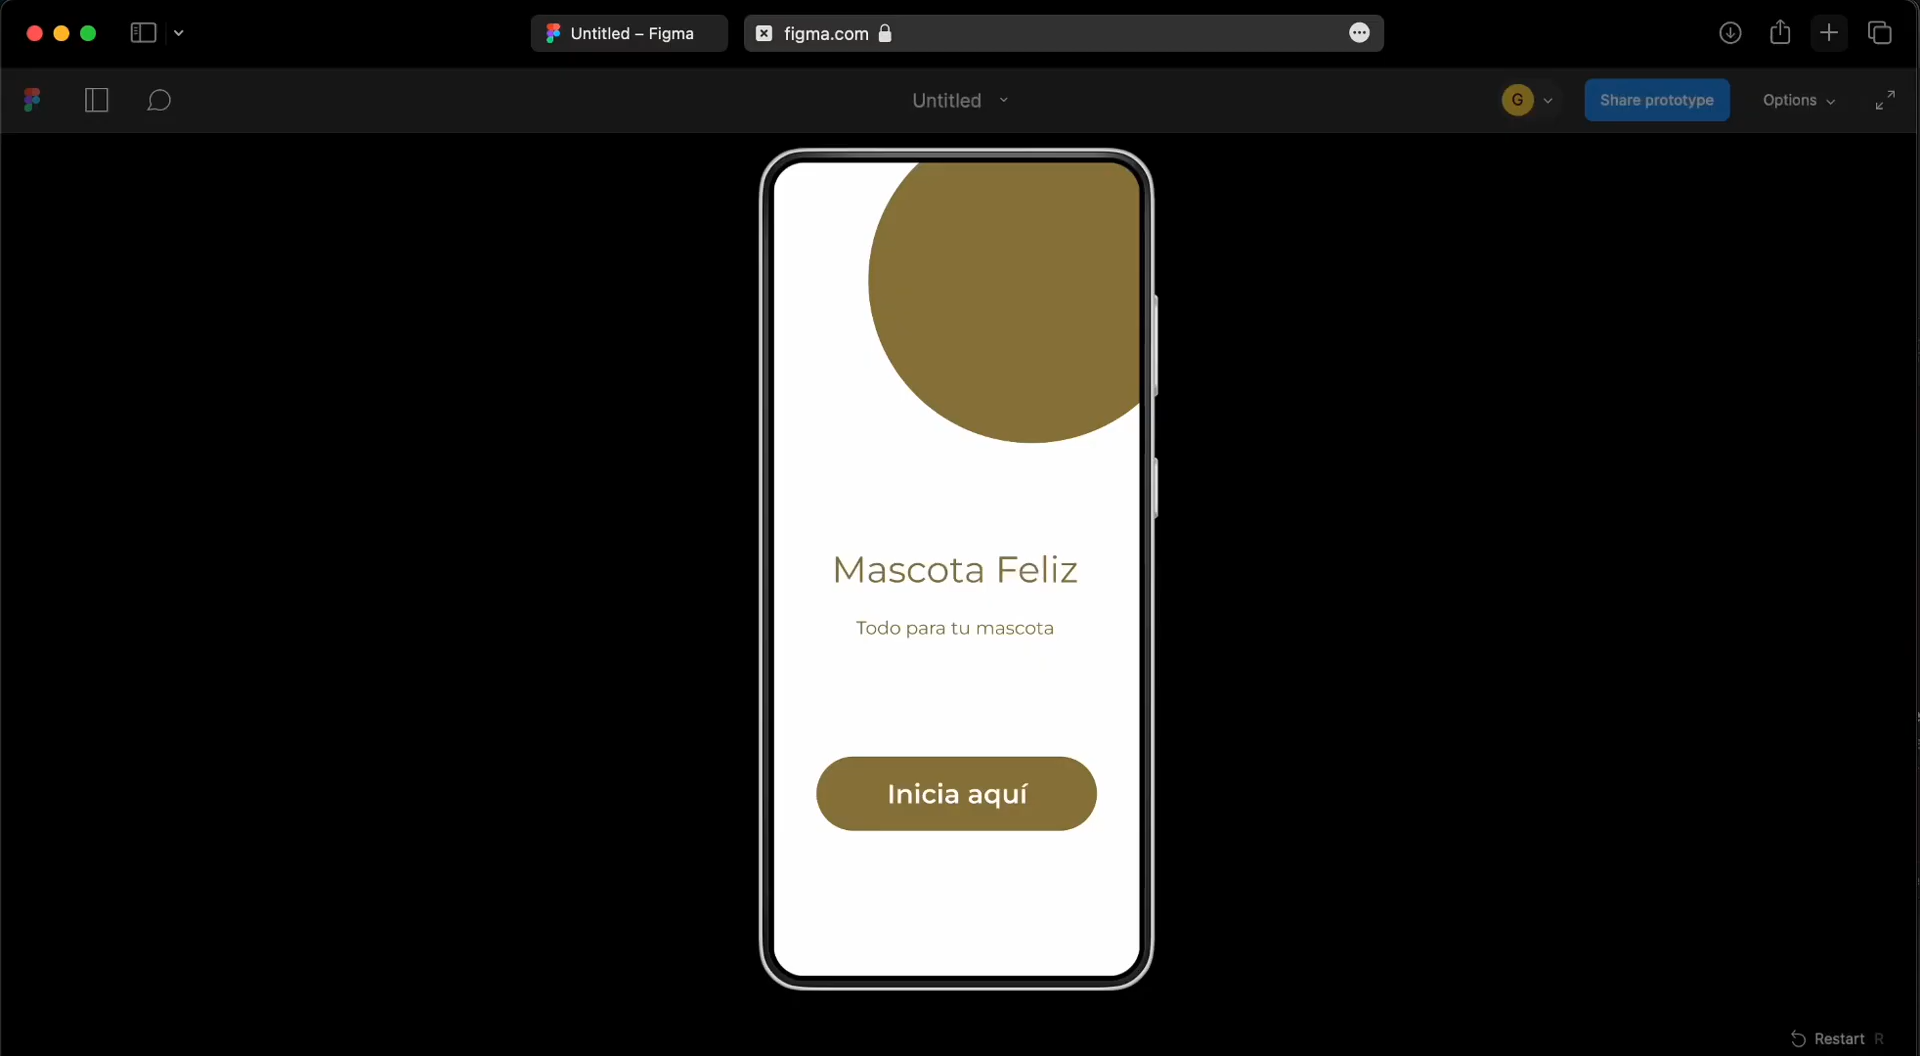 Untitled – Figma
figma.com
Untitled
G
Share prototype
Options
Mascota Feliz
Todo para tu mascota
Inicia aquí
Restart R